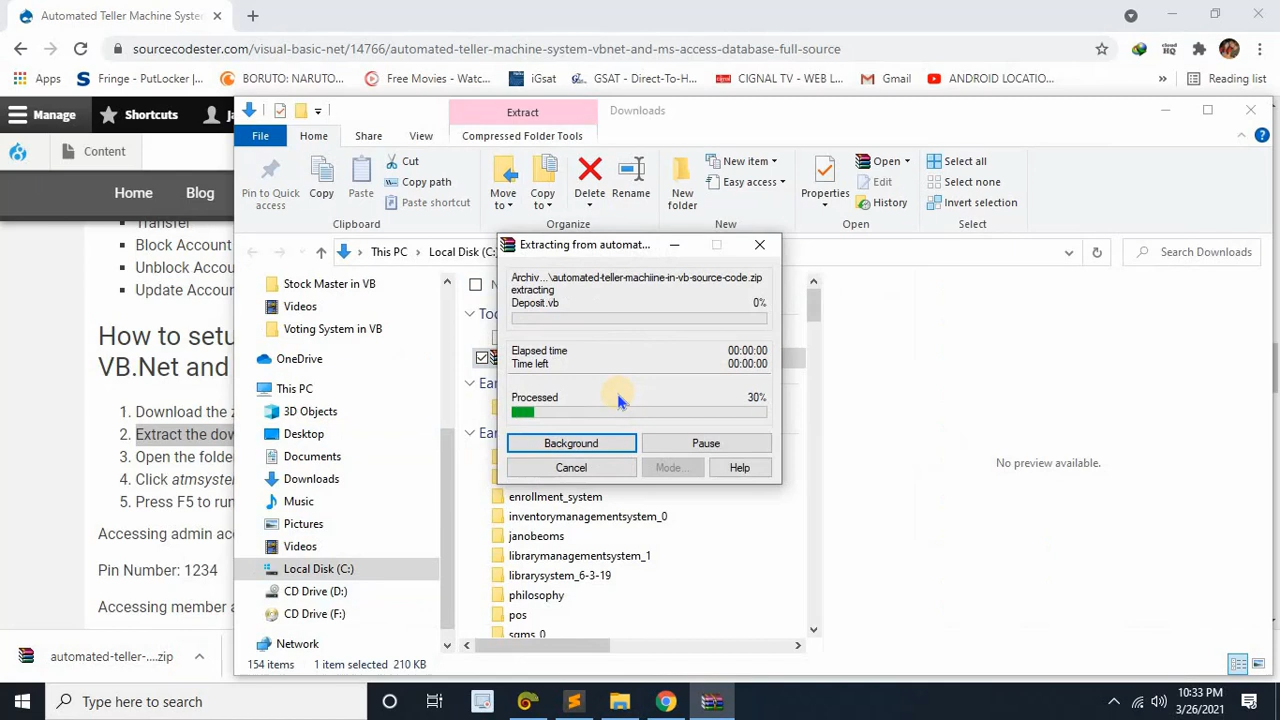 Automated Teller Machine Syste
sourcecodester.com/visual-basic-net/14766/automated-teller-machine-system-vbnet-and-ms-access-database-full-source
Apps Fringe - PutLocker... BORUTO: NARUTO... Free Movies - Watc... iGsat GSAT - Direct-To-H... CIGNAL TV - WEB L... Gmail ANDROID LOCATIO... » Reading list
Manage Shortcuts
Content
Home Blog
Transfer
Block Account
Unblock Accou
Update Accoun
How to setu
VB.Net and
1. Download the z
2. Extract the dow
3. Open the folde
4. Click atmsystem
5. Press F5 to run
Accessing admin acc
Pin Number: 1234
Accessing member a
automated-teller-....zip
Extract Downloads
File Home Share View Compressed Folder Tools
Pin to Quick access
Copy
Paste
Cut
Copy path
Paste shortcut
Move to
Copy to
Delete
Rename
New folder
New item
Easy access
Properties
Open
Edit
History
Select all
Select none
Invert selection
Clipboard Organize New Open Select
This PC Local Disk (C: Search Downloads
Stock Master in VB
Videos
Voting System in VB
OneDrive
This PC
3D Objects
Desktop
Documents
Downloads
Music
Pictures
Videos
Local Disk (C:)
CD Drive (D:)
CD Drive (F:)
Network
Extracting from automat...
Archiv...\automated-teller-machiine-in-vb-source-code.zip
extracting
Deposit.vb 0%
Elapsed time 00:00:00
Time left 00:00:00
Processed 30%
Background Pause
Cancel Mode... Help
enrollment_system
inventorymanagementsystem_0
janobeoms
librarymanagementsystem_1
librarysystem_6-3-19
philosophy
pos
sqms_0
No preview available.
154 items 1 item selected 210 KB
Type here to search
10:33 PM
3/26/2021